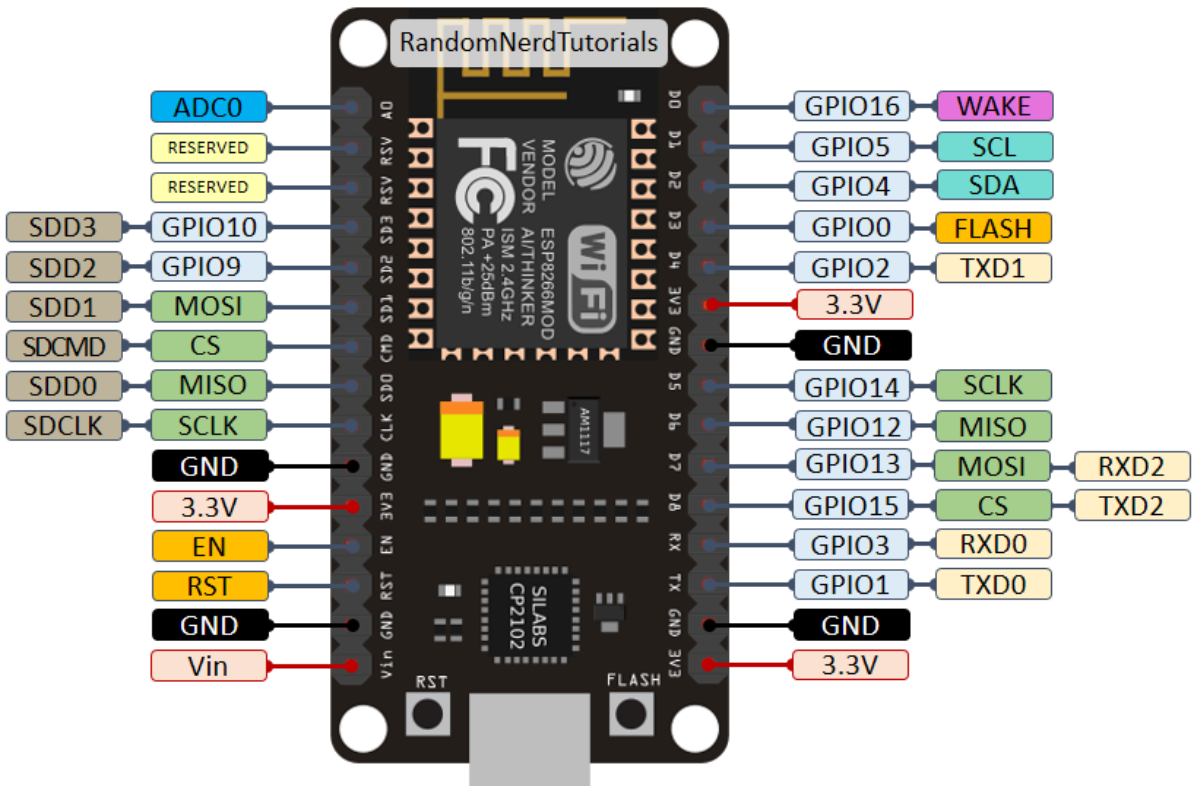 RandomNerdTutorials
ADC0 A0 D0 GPIO16 WAKE
RESERVED RSV D1 GPIO5 SCL
RESERVED RSV D2 GPIO4 SDA
SDD3 GPIO10 SD3 D3 GPIO0 FLASH
SDD2 GPIO9 SD2 D4 GPIO2 TXD1
SDD1 MOSI SD1 3V3 3.3V
SDCMD CS CMD GND GND
SDD0 MISO SD0 D5 GPIO14 SCLK
SDCLK SCLK CLK D6 GPIO12 MISO
GND GND D7 GPIO13 MOSI RXD2
3.3V 3V3 D8 GPIO15 CS TXD2
EN EN RX GPIO3 RXD0
RST RST TX GPIO1 TXD0
GND GND GND GND
Vin Vin 3V3 3.3V
MODEL ESP8266MOD
VENDOR AI/THINKER
ISM 2.4GHz
PA +25dBm
802.11b/g/n
FC
Wi Fi
AM1117
SILABS
CP2102
RST FLASH